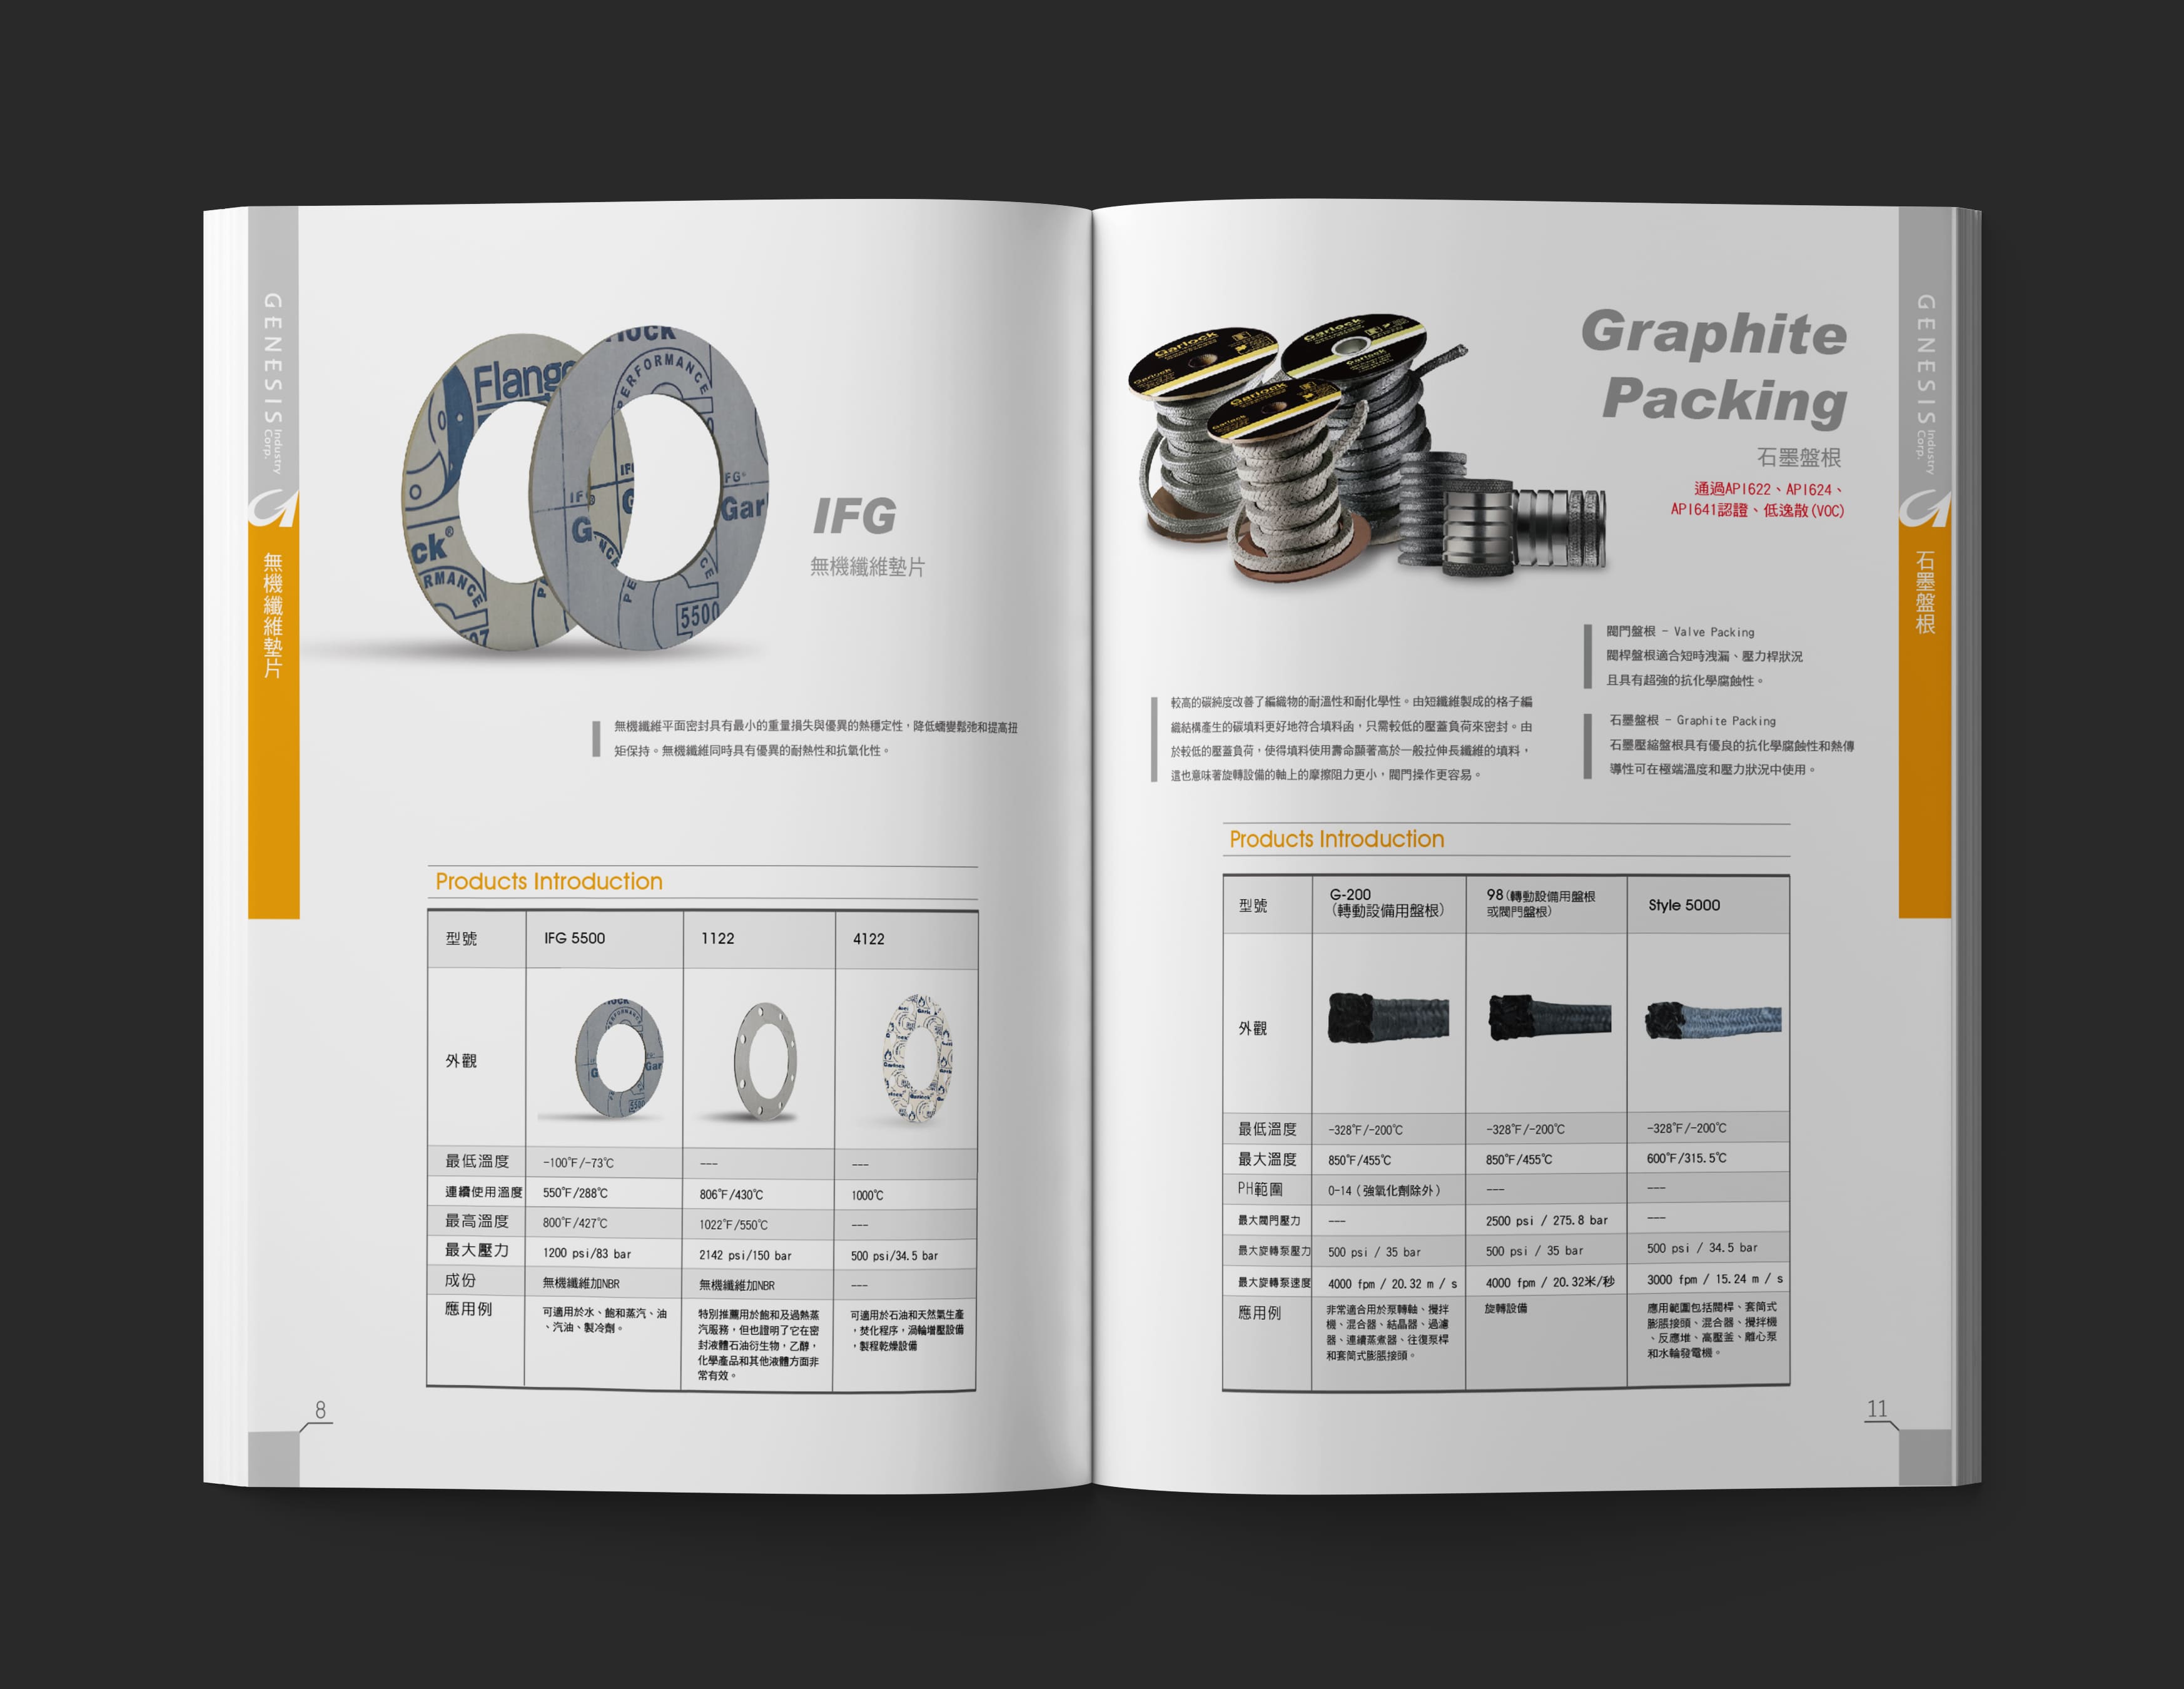 GENESIS Industry Corp.
無機纖維墊片
Flange
ck®
RMANCE
PERFORMANCE
IFG
Gar
5500
IFG
無機纖維墊片
無機纖維平面密封具有最小的重量損失與優異的熱穩定性，降低蠕變鬆弛和提高扭
矩保持。無機纖維同時具有優異的耐熱性和抗氧化性。
Products Introduction
型號 IFG 5500 1122 4122
外觀
最低溫度 -100°F/-73°C --- ---
連續使用溫度 550°F/288°C 806°F/430°C 1000°C
最高溫度 800°F/427°C 1022°F/550°C ---
最大壓力 1200 psi/83 bar 2142 psi/150 bar 500 psi/34.5 bar
成份 無機纖維加NBR 無機纖維加NBR ---
應用例
可適用於水、飽和蒸汽、油
、汽油、製冷劑。
特別推薦用於飽和及過熱蒸
汽服務，但也證明了它在密
封液體石油衍生物，乙醇，
化學產品和其他液體方面非
常有效。
可適用於石油和天然氣生產
，焚化程序，渦輪增壓設備
，製程乾燥設備
8
Garlock
Garlock
Garlock
Graphite
Packing
石墨盤根
通過API622、API624、
API641認證、低逸散(VOC)
閥門盤根 - Valve Packing
閥桿盤根適合短時洩漏、壓力桿狀況
且具有超強的抗化學腐蝕性。
較高的碳純度改善了編織物的耐溫性和耐化學性。由短纖維製成的格子編
織結構產生的碳填料更好地符合填料函，只需較低的壓蓋負荷來密封。由
於較低的壓蓋負荷，使得填料使用壽命顯著高於一般拉伸長纖維的填料，
這也意味著旋轉設備的軸上的摩擦阻力更小，閥門操作更容易。
石墨盤根 - Graphite Packing
石墨壓縮盤根具有優良的抗化學腐蝕性和熱傳
導性可在極端溫度和壓力狀況中使用。
Products Introduction
型號
G-200
（轉動設備用盤根）
98（轉動設備用盤根
或閥門盤根）
Style 5000
外觀
最低溫度 -328°F/-200°C -328°F/-200°C -328°F/-200°C
最大溫度 850°F/455°C 850°F/455°C 600°F/315.5°C
PH範圍 0-14（強氧化劑除外） --- ---
最大閥門壓力 --- 2500 psi / 275.8 bar ---
最大旋轉泵壓力 500 psi / 35 bar 500 psi / 35 bar 500 psi / 34.5 bar
最大旋轉泵速度 4000 fpm / 20.32 m / s 4000 fpm / 20.32米/秒 3000 fpm / 15.24 m / s
應用例
非常適合用於泵轉軸、攪拌
機、混合器、結晶器、過濾
器、連續蒸煮器、往復泵桿
和套筒式膨脹接頭。
旋轉設備
應用範圍包括閥桿、套筒式
膨脹接頭、混合器、攪拌機
、反應堆、高壓釜、離心泵
和水輪發電機。
11
GENESIS Industry Corp.
石墨盤根